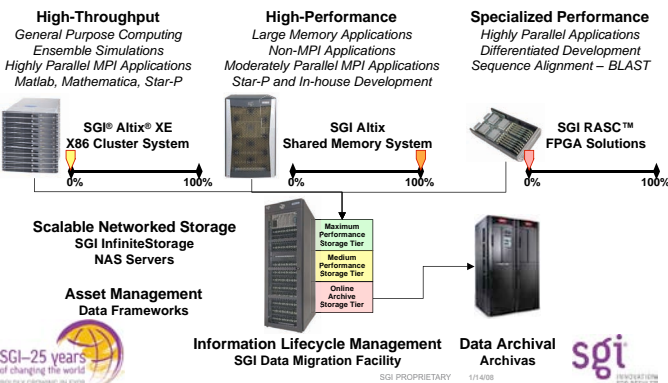 High-Throughput
General Purpose Computing
Ensemble Simulations
Highly Parallel MPI Applications
Matlab, Mathematica, Star-P
High-Performance
Large Memory Applications
Non-MPI Applications
Moderately Parallel MPI Applications
Star-P and In-house Development
Specialized Performance
Highly Parallel Applications
Differentiated Development
Sequence Alignment – BLAST
SGI® Altix® XE
X86 Cluster System
0% 100%
SGI Altix
Shared Memory System
0% 100%
SGI RASC™
FPGA Solutions
0% 100%
Scalable Networked Storage
SGI InfiniteStorage
NAS Servers
Asset Management
Data Frameworks
Maximum
Performance
Storage Tier
Medium
Performance
Storage Tier
Online
Archive
Storage Tier
Information Lifecycle Management
SGI Data Migration Facility
Data Archival
Archivas
SGI–25 years
of changing the world
SGI PROPRIETARY 1/14/08
sgi